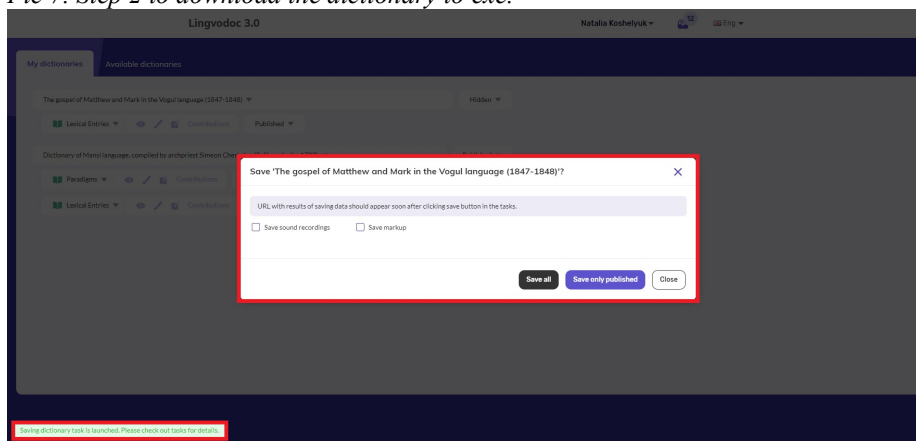 Pic 7. Step 2 to download the dictionary to exe.
Lingvodoc 3.0
Natalia Koshelyuk
12
Eng
My dictionaries
Available dictionaries
The gospel of Matthew and Mark in the Vogul language (1847-1848)
Hidden
Lexical Entries
Contributions
Published
Dictionary of Mansi language, compiled by archpriest Simeon
Paradigms
Contributions
Lexical Entries
Contributions
Save 'The gospel of Matthew and Mark in the Vogul language (1847-1848)'?
URL with results of saving data should appear soon after clicking save button in the tasks.
Save sound recordings
Save markup
Save all
Save only published
Close
Saving dictionary task is launched. Please check out tasks for details.